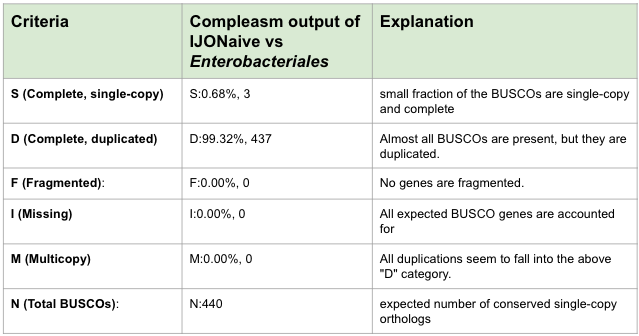 Criteria
Compleasm output of
IJONaive vs
Enterobacteriales
Explanation
S (Complete, single-copy)
S:0.68%, 3
small fraction of the BUSCOs are single-copy
and complete
D (Complete, duplicated)
D:99.32%, 437
Almost all BUSCOs are present, but they are
duplicated.
F (Fragmented):
F:0.00%, 0
No genes are fragmented.
I (Missing)
I:0.00%, 0
All expected BUSCO genes are accounted
for
M (Multicopy)
M:0.00%, 0
All duplications seem to fall into the above
"D" category.
N (Total BUSCOs):
N:440
expected number of conserved single-copy
orthologs